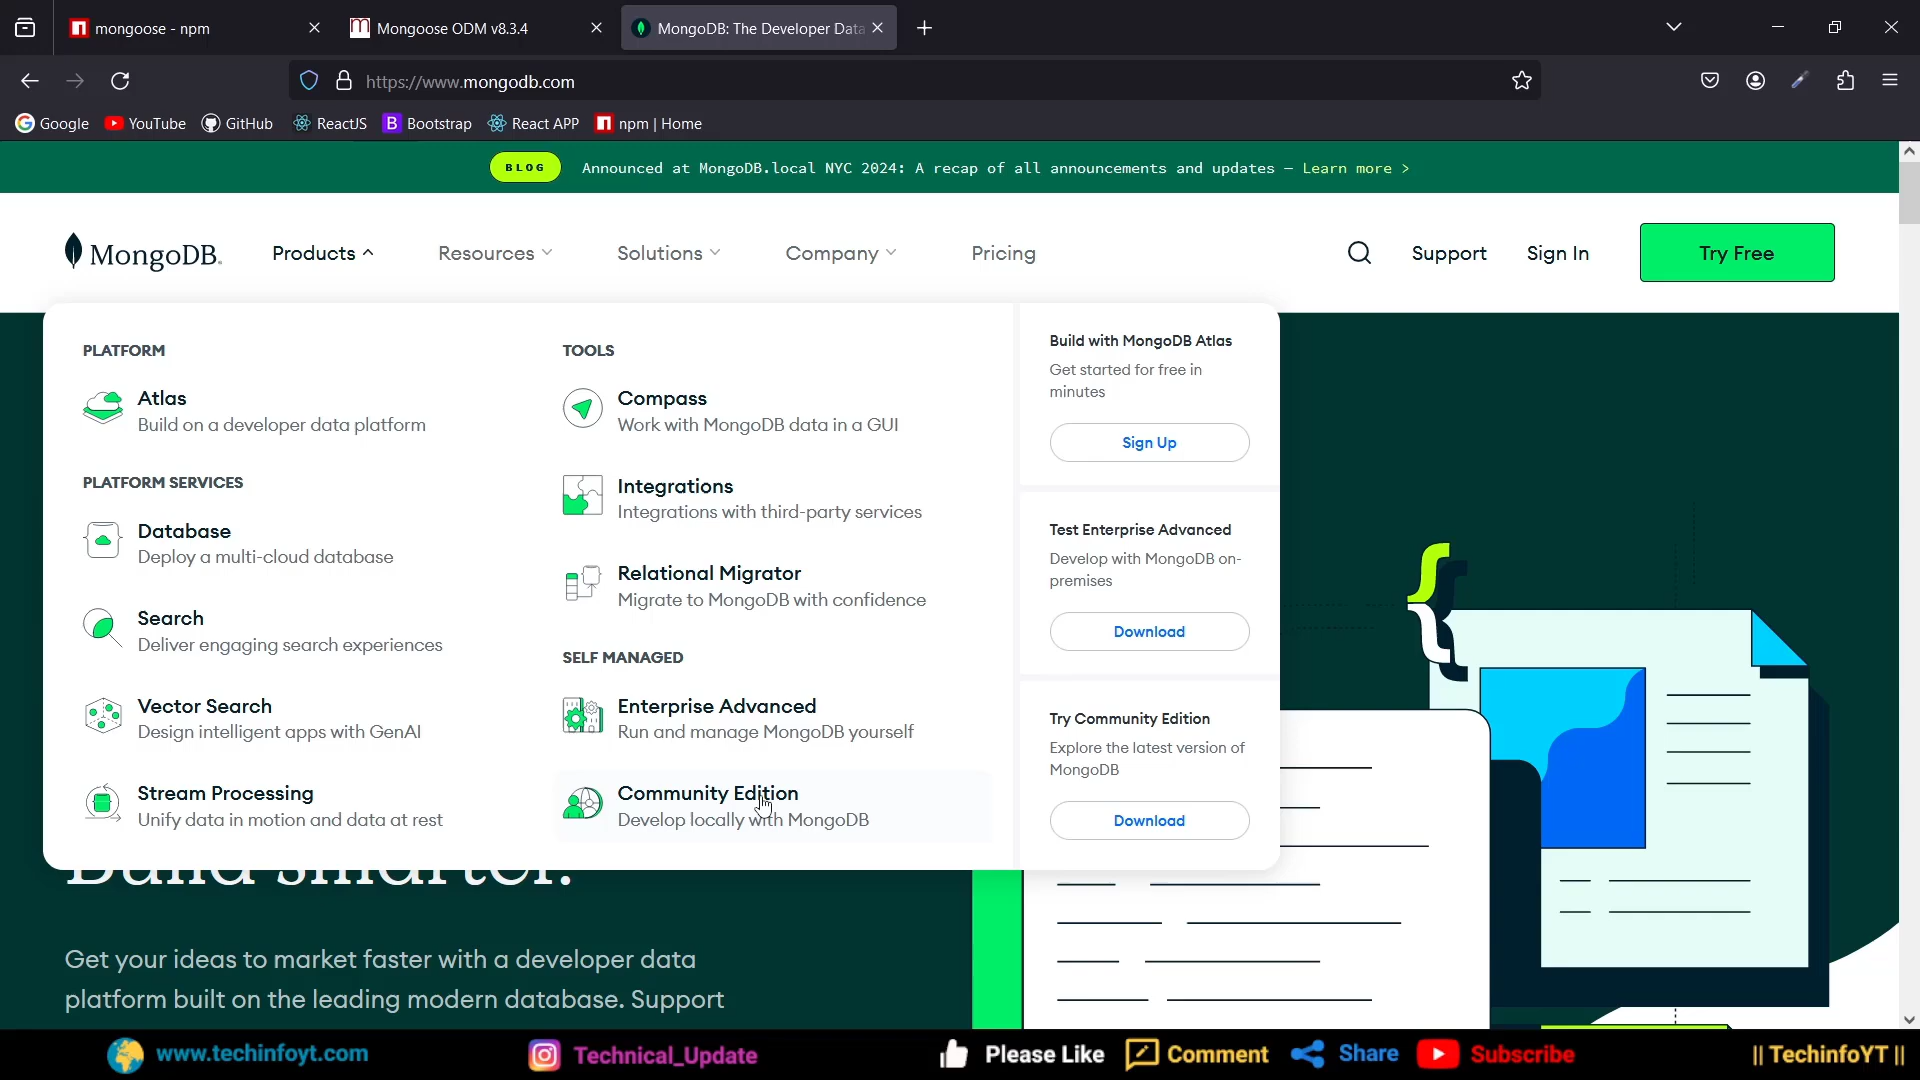 mongoose - npm
Mongoose ODM v8.3.4
MongoDB: The Developer Data
https://www.mongodb.com
Google
YouTube
GitHub
ReactJS
B Bootstrap
React APP
npm | Home
BLOG
Announced at MongoDB.local NYC 2024: A recap of all announcements and updates — Learn more >
MongoDB.
Products
Resources
Solutions
Company
Pricing
Support
Sign In
Try Free
PLATFORM
Atlas
Build on a developer data platform
PLATFORM SERVICES
Database
Deploy a multi-cloud database
Search
Deliver engaging search experiences
Vector Search
Design intelligent apps with GenAI
Stream Processing
Unify data in motion and data at rest
TOOLS
Compass
Work with MongoDB data in a GUI
Integrations
Integrations with third-party services
Relational Migrator
Migrate to MongoDB with confidence
SELF MANAGED
Enterprise Advanced
Run and manage MongoDB yourself
Community Edition
Develop locally with MongoDB
Build with MongoDB Atlas
Get started for free in
minutes
Sign Up
Test Enterprise Advanced
Develop with MongoDB on-
premises
Download
Try Community Edition
Explore the latest version of
MongoDB
Download
Build smarter.
Get your ideas to market faster with a developer data
platform built on the leading modern database. Support
www.techinfoyt.com
Technical_Update
Please Like
Comment
Share
Subscribe
|| TechinfoYT ||